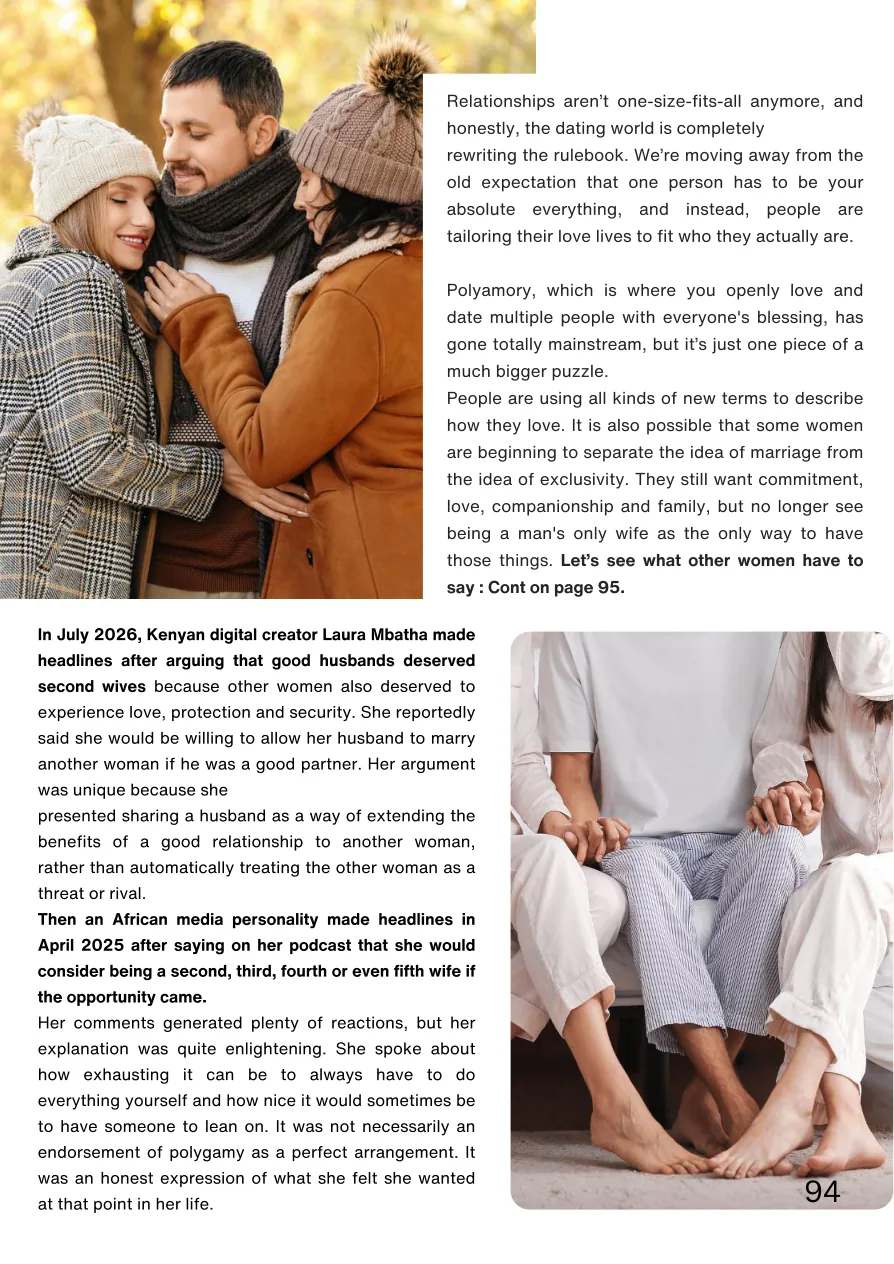 Relationships aren’t one-size-fits-all anymore, and
honestly, the dating world is completely
rewriting the rulebook. We’re moving away from the
old expectation that one person has to be your
absolute everything, and instead, people are
tailoring their love lives to fit who they actually are.
Polyamory, which is where you openly love and
date multiple people with everyone's blessing, has
gone totally mainstream, but it’s just one piece of a
much bigger puzzle.
People are using all kinds of new terms to describe
how they love. It is also possible that some women
are beginning to separate the idea of marriage from
the idea of exclusivity. They still want commitment,
love, companionship and family, but no longer see
being a man's only wife as the only way to have
those things. Let’s see what other women have to
say : Cont on page 95.
In July 2026, Kenyan digital creator Laura Mbatha made
headlines after arguing that good husbands deserved
second wives because other women also deserved to
experience love, protection and security. She reportedly
said she would be willing to allow her husband to marry
another woman if he was a good partner. Her argument
was unique because she
presented sharing a husband as a way of extending the
benefits of a good relationship to another woman,
rather than automatically treating the other woman as a
threat or rival.
Then an African media personality made headlines in
April 2025 after saying on her podcast that she would
consider being a second, third, fourth or even fifth wife if
the opportunity came.
Her comments generated plenty of reactions, but her
explanation was quite enlightening. She spoke about
how exhausting it can be to always have to do
everything yourself and how nice it would sometimes be
to have someone to lean on. It was not necessarily an
endorsement of polygamy as a perfect arrangement. It
was an honest expression of what she felt she wanted
at that point in her life.
94